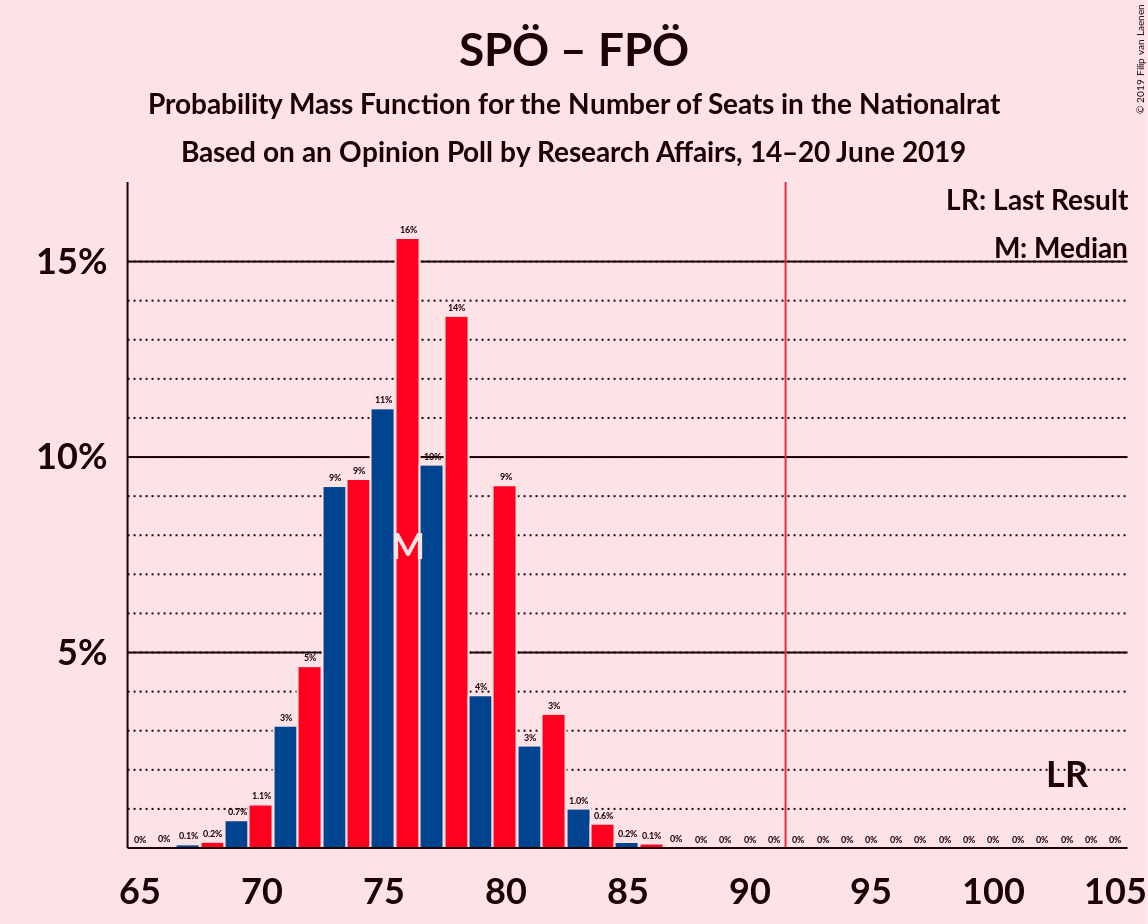 SPÖ – FPÖ
Probability Mass Function for the Number of Seats in the Nationalrat
Based on an Opinion Poll by Research Affairs, 14–20 June 2019
© 2019 Filip van Laenen
LR: Last Result
M: Median
15%
10%
5%
0% 0% 0.1% 0.2% 0.7% 1.1% 3% 5% 9% 9% 11% 16% 10% 14% 4% 9% 3% 3% 1.0% 0.6% 0.2% 0.1% 0% 0% 0% 0% 0% 0% 0% 0% 0% 0% 0% 0% 0% 0% 0% 0% 0% 0% 0%
M
LR
65 70 75 80 85 90 95 100 105